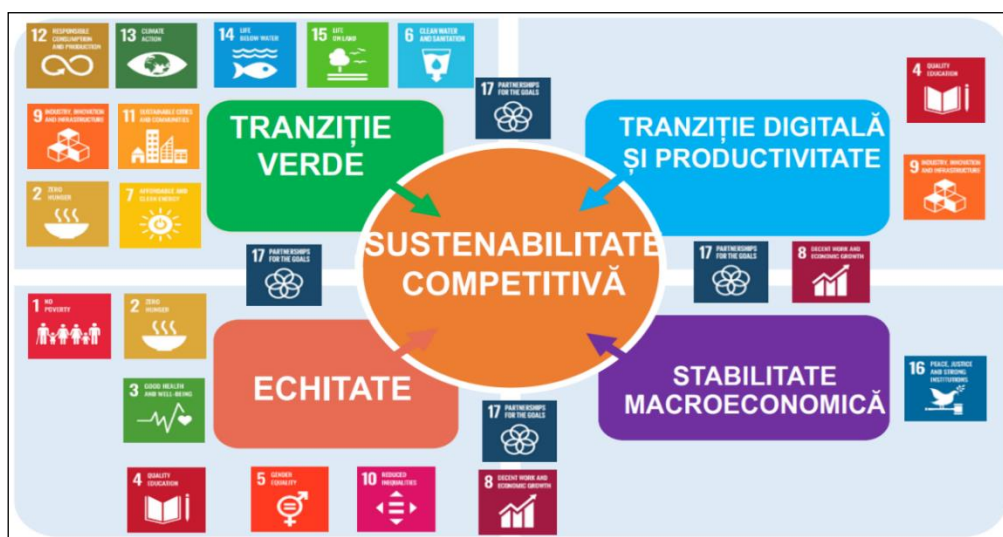 12 RESPONSIBLE
CONSUMPTION
AND PRODUCTION
13 CLIMATE
ACTION
14 LIFE
BELOW WATER
15 LIFE
ON LAND
6 CLEAN WATER
AND SANITATION
17 PARTNERSHIPS
FOR THE GOALS
4 QUALITY
EDUCATION
9 INDUSTRY, INNOVATION
AND INFRASTRUCTURE
11 SUSTAINABLE CITIES
AND COMMUNITIES
TRANZIȚIE
VERDE
TRANZIȚIE DIGITALĂ
ȘI PRODUCTIVITATE
9 INDUSTRY, INNOVATION
AND INFRASTRUCTURE
2 ZERO
HUNGER
7 AFFORDABLE AND
CLEAN ENERGY
SUSTENABILITATE
COMPETITIVĂ
17 PARTNERSHIPS
FOR THE GOALS
17 PARTNERSHIPS
FOR THE GOALS
8 DECENT WORK AND
ECONOMIC GROWTH
1 NO
POVERTY
2 ZERO
HUNGER
3 GOOD HEALTH
AND WELL-BEING
ECHITATE
STABILITATE
MACROECONOMICĂ
16 PEACE, JUSTICE
AND STRONG
INSTITUTIONS
17 PARTNERSHIPS
FOR THE GOALS
4 QUALITY
EDUCATION
5 GENDER
EQUALITY
10 REDUCED
INEQUALITIES
8 DECENT WORK AND
ECONOMIC GROWTH